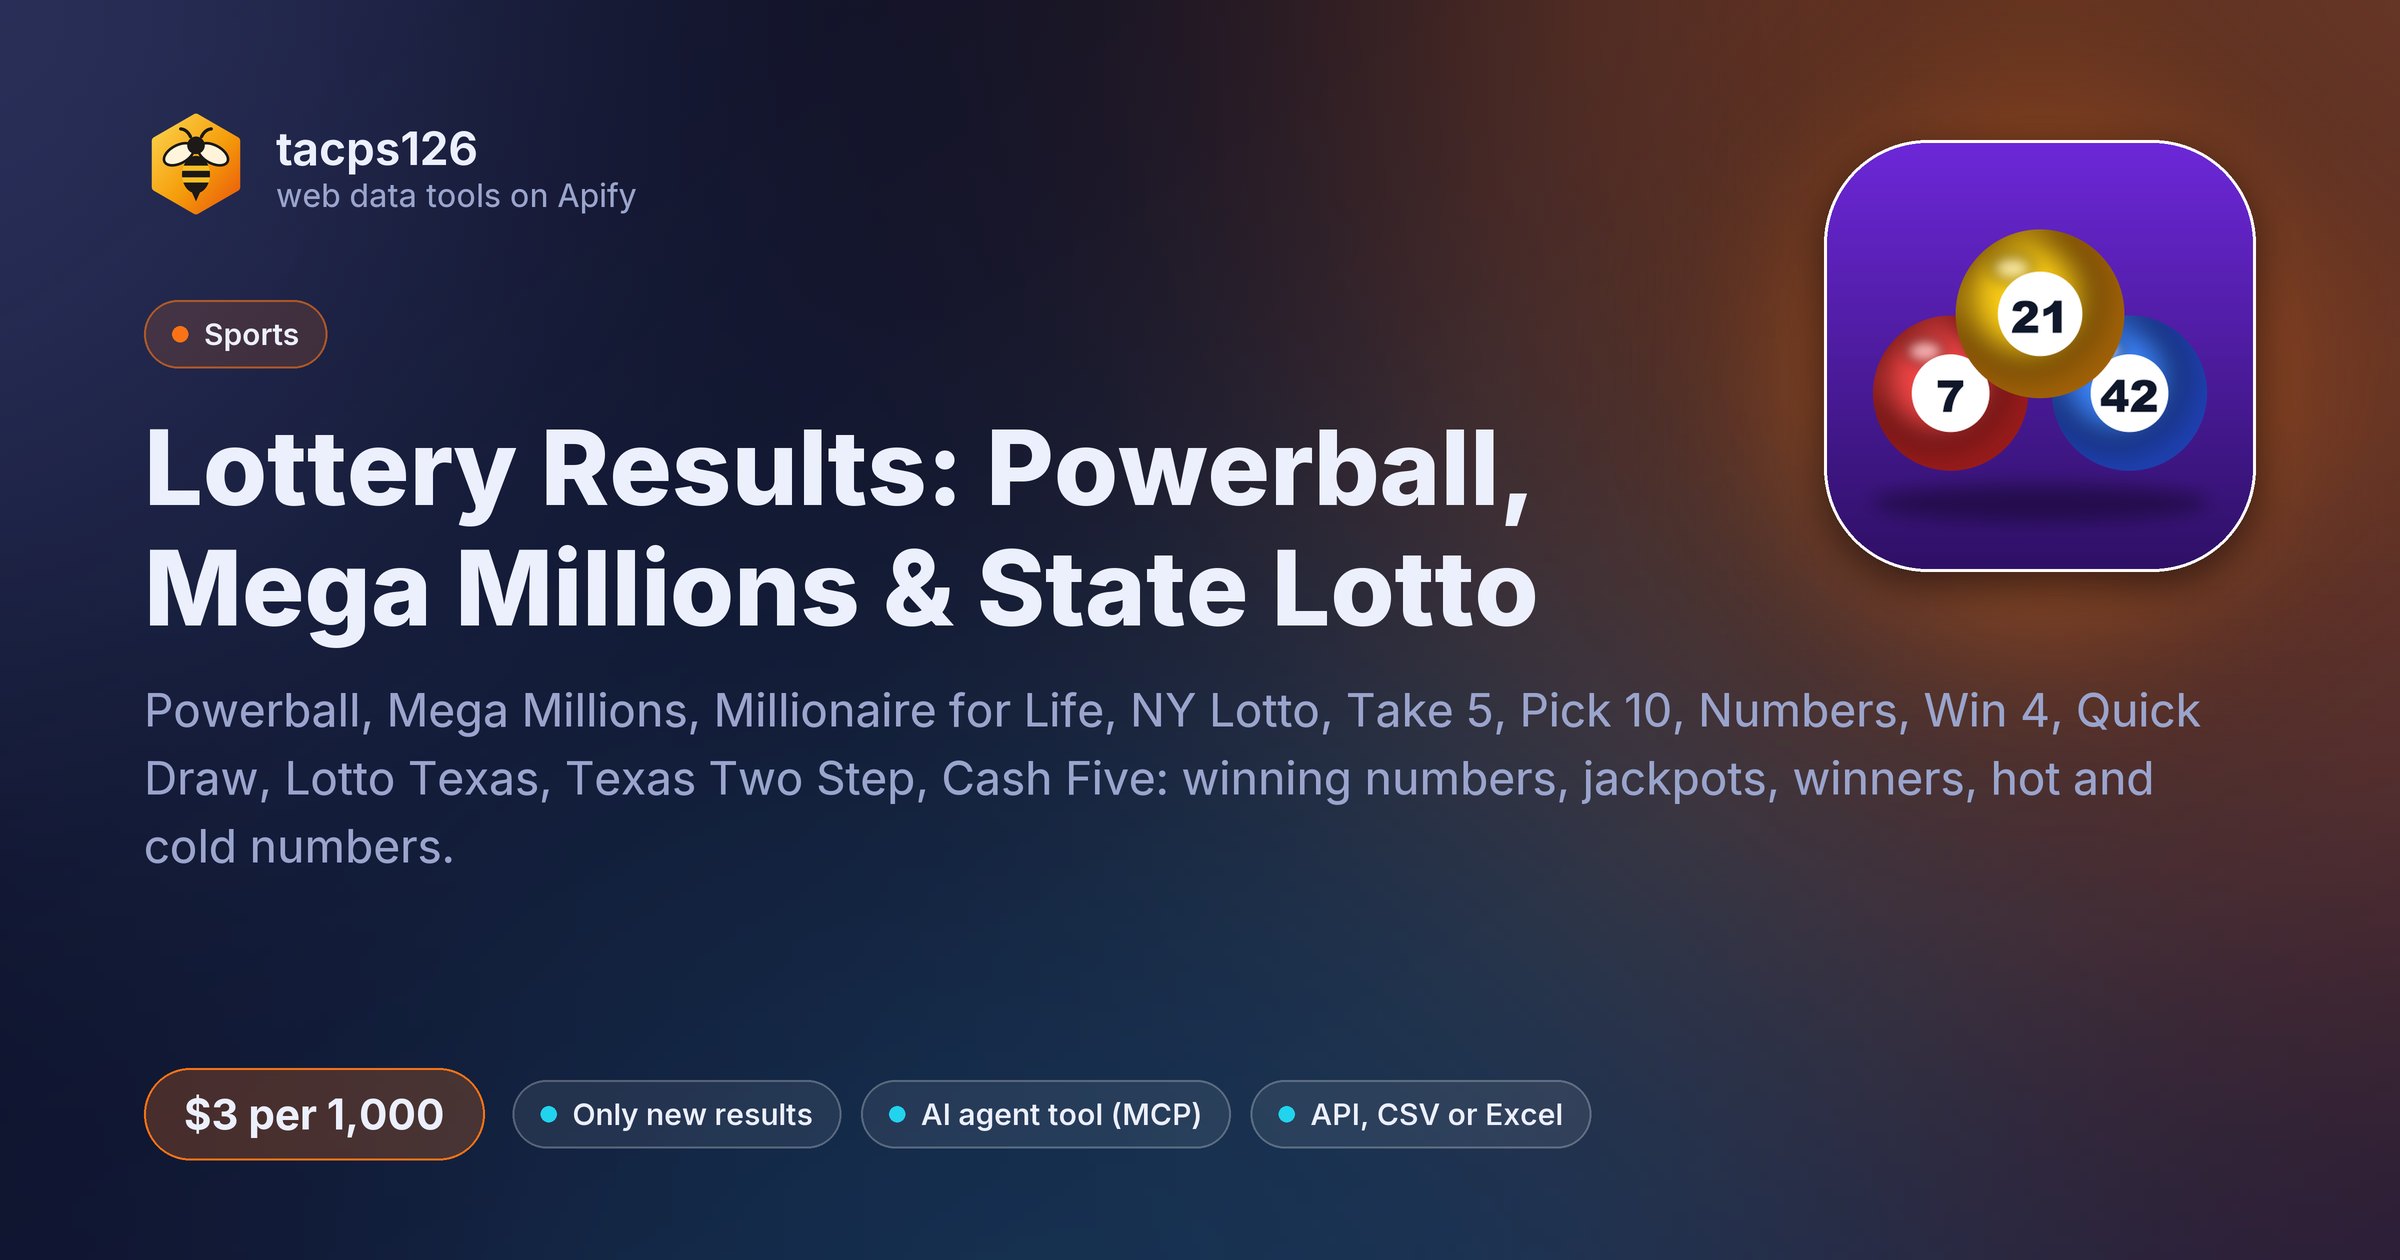 tacps126
web data tools on Apify
Sports
Lottery Results: Powerball,
Mega Millions & State Lotto
Powerball, Mega Millions, Millionaire for Life, NY Lotto, Take 5, Pick 10, Numbers, Win 4, Quick
Draw, Lotto Texas, Texas Two Step, Cash Five: winning numbers, jackpots, winners, hot and
cold numbers.
21
7
42
$3 per 1,000
Only new results
AI agent tool (MCP)
API, CSV or Excel